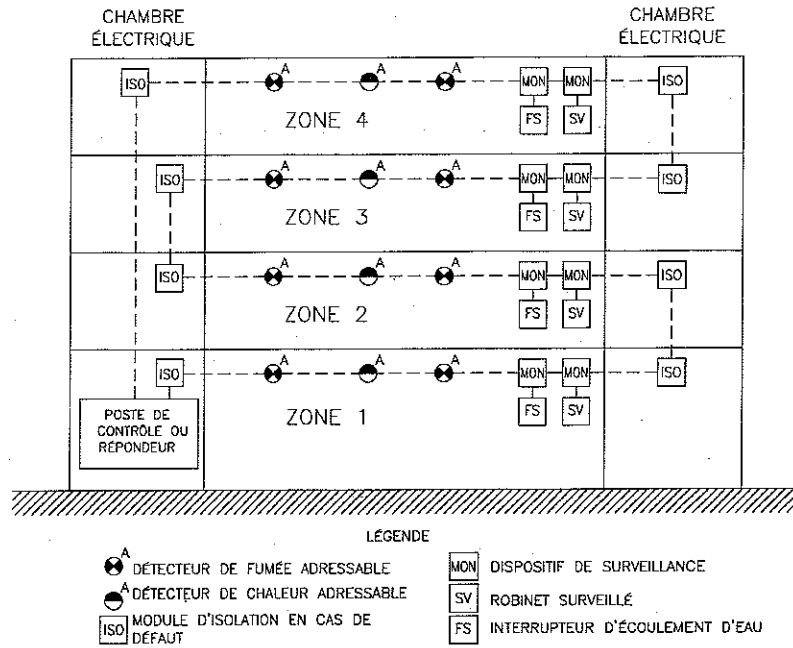 CHAMBRE
ÉLECTRIQUE
CHAMBRE
ÉLECTRIQUE
ISO
A
A
A
MON
MON
ISO
FS
SV
ZONE 4
ISO
A
A
A
MON
MON
ISO
FS
SV
ZONE 3
ISO
A
A
A
MON
MON
ISO
FS
SV
ZONE 2
ISO
A
A
A
MON
MON
ISO
FS
SV
ZONE 1
POSTE DE
CONTRÔLE OU
RÉPONDEUR
LÉGENDE
A
DÉTECTEUR DE FUMÉE ADRESSABLE
A
DÉTECTEUR DE CHALEUR ADRESSABLE
ISO
MODULE D'ISOLATION EN CAS DE
DÉFAUT
MON
DISPOSITIF DE SURVEILLANCE
SV
ROBINET SURVEILLÉ
FS
INTERRUPTEUR D'ÉCOULEMENT D'EAU